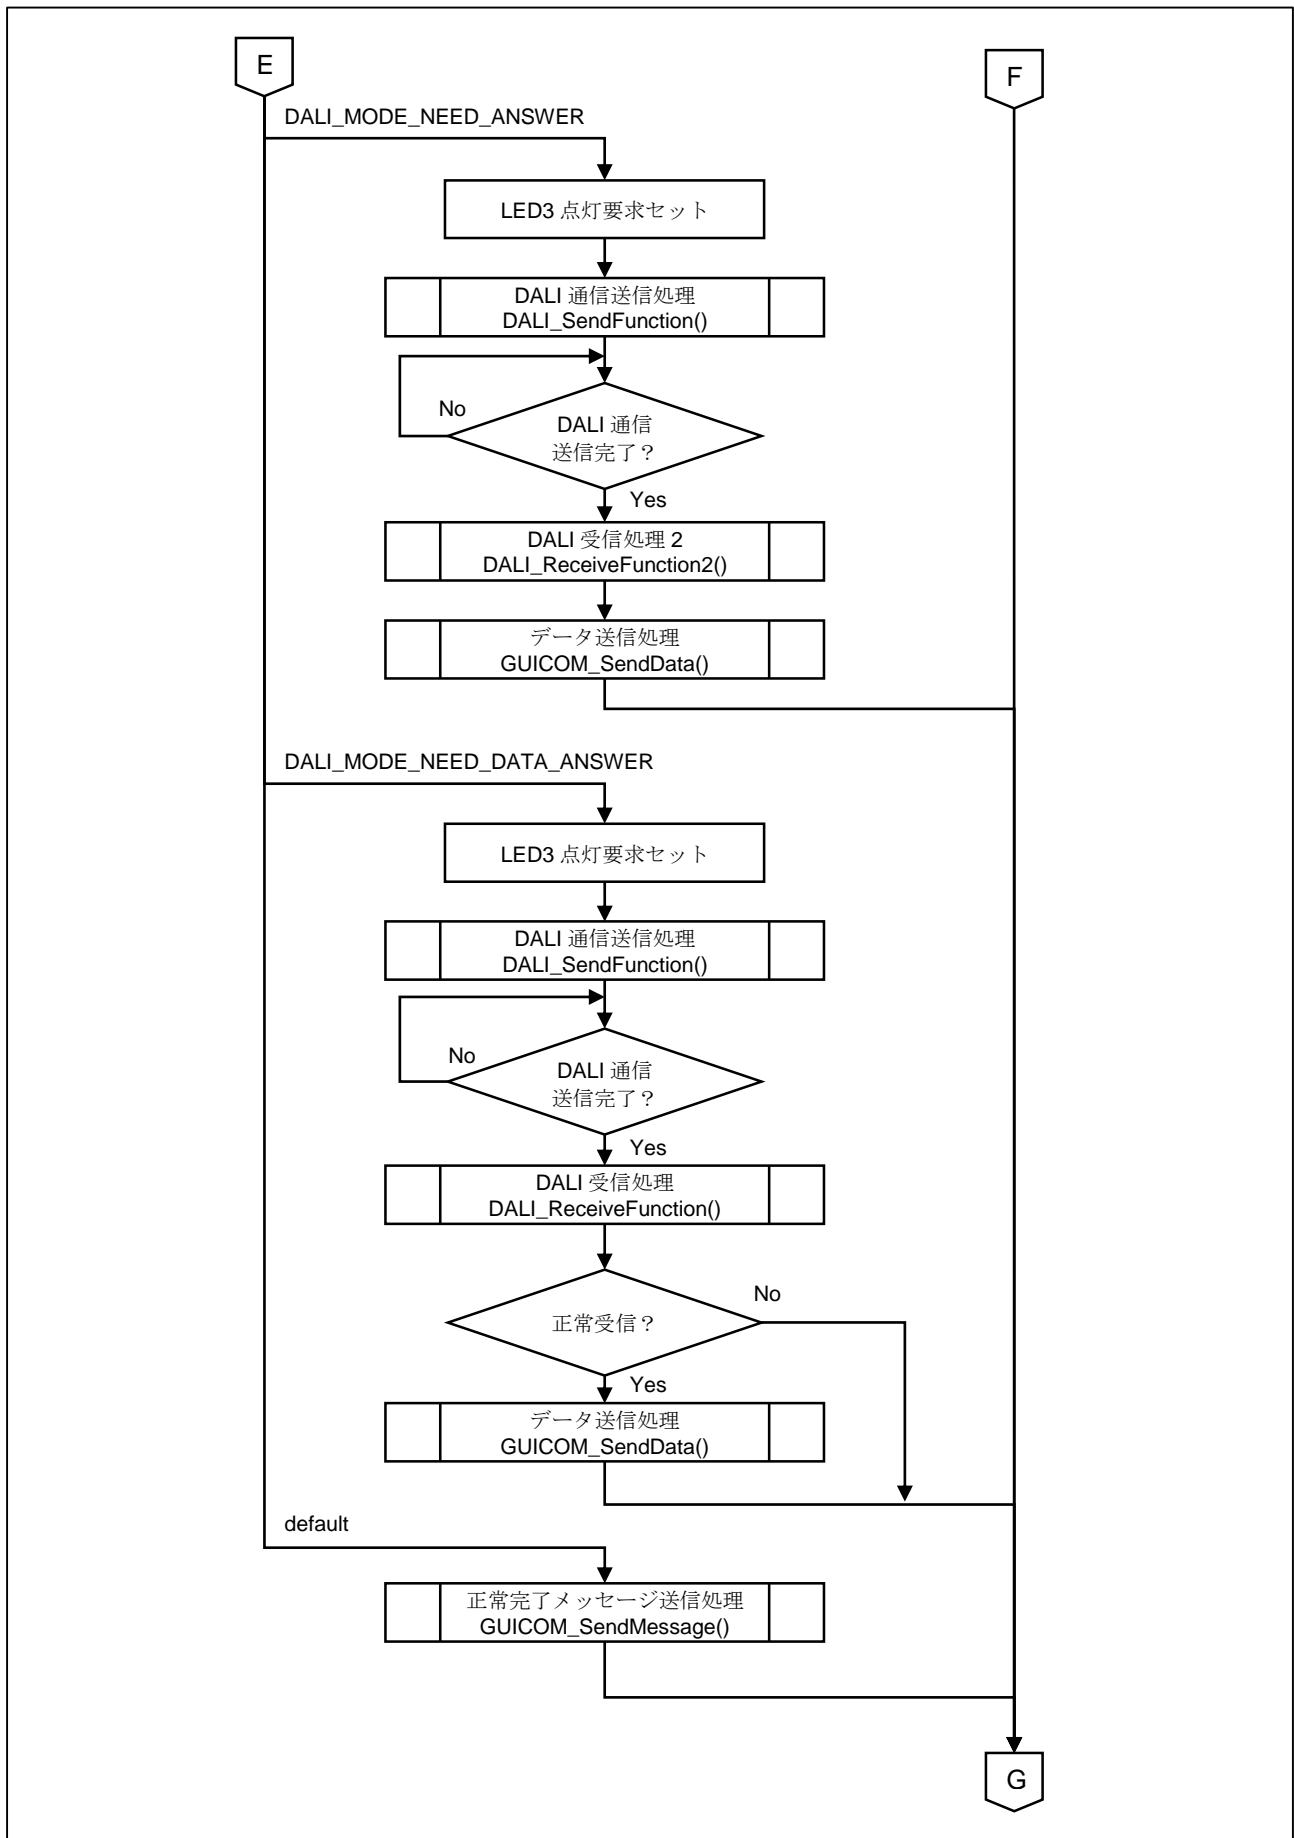 E
F
DALI_MODE_NEED_ANSWER
LED3 点灯要求セット
DALI 通信送信処理
DALI_SendFunction()
No
DALI 通信
送信完了？
Yes
DALI 受信処理 2
DALI_ReceiveFunction2()
データ送信処理
GUICOM_SendData()
DALI_MODE_NEED_DATA_ANSWER
LED3 点灯要求セット
DALI 通信送信処理
DALI_SendFunction()
No
DALI 通信
送信完了？
Yes
DALI 受信処理
DALI_ReceiveFunction()
No
正常受信？
Yes
データ送信処理
GUICOM_SendData()
default
正常完了メッセージ送信処理
GUICOM_SendMessage()
G